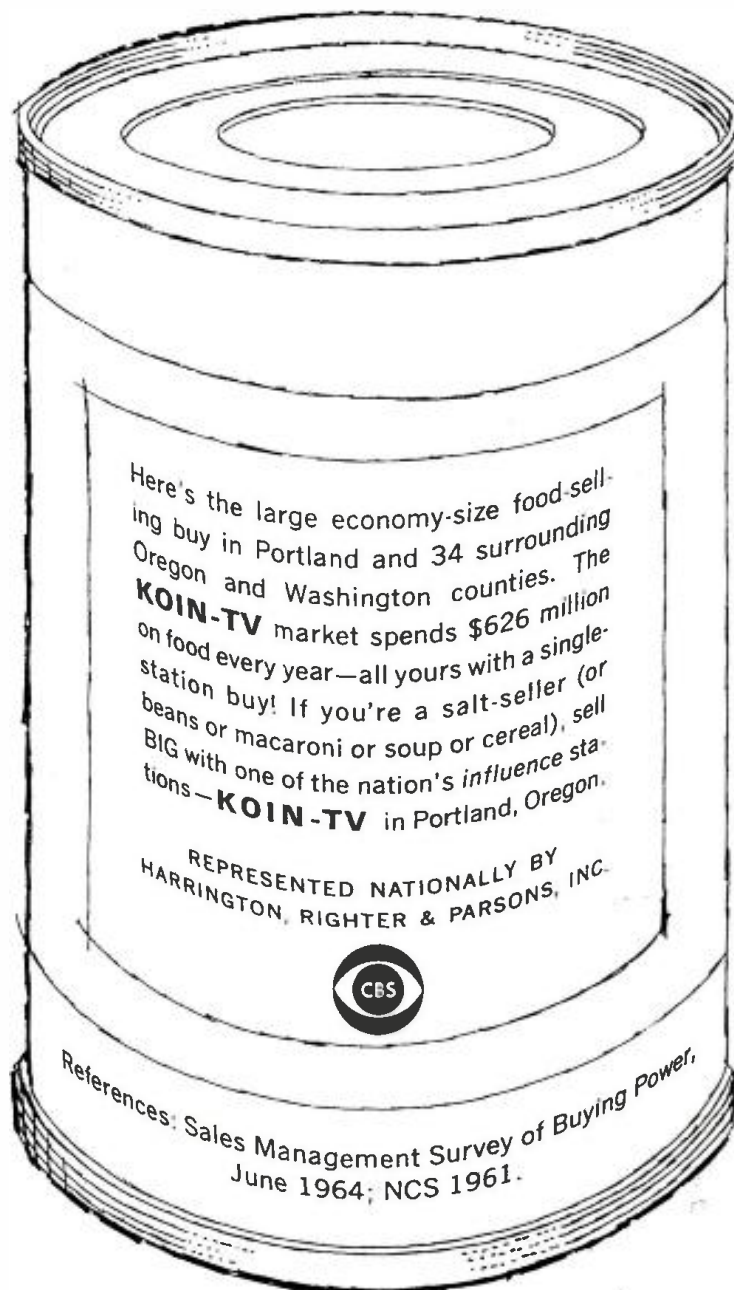 Here's the large economy-size food-sell-
ing buy in Portland and 34 surrounding
Oregon and Washington counties. The
KOIN-TV market spends $626 million
on food every year—all yours with a single-
station buy! If you're a salt-seller (or
beans or macaroni or soup or cereal), sell
BIG with one of the nation's influence sta-
tions—KOIN-TV in Portland, Oregon.
REPRESENTED NATIONALLY BY
HARRINGTON, RIGHTER & PARSONS, INC.
CBS
References: Sales Management Survey of Buying Power,
June 1964; NCS 1961.